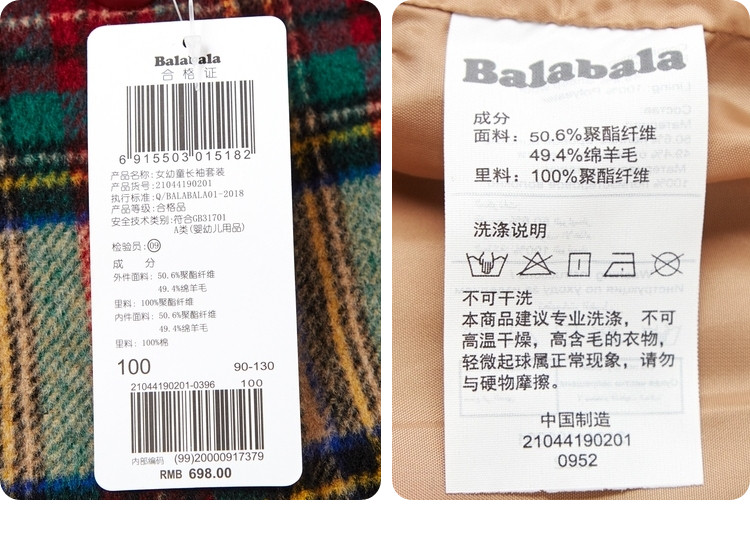 Balabala
合格证
6 915503 015182
产品名称: 女幼童长袖套装
产品货号: 21044190201
执行标准: Q/BALABALA01-2018
产品等级: 合格品
安全技术类别: 符合GB31701
A类(婴幼儿用品)
检验员: 09
成 分
外件面料: 50.6%聚酯纤维
49.4%绵羊毛
里料: 100%聚酯纤维
内件面料: 50.6%聚酯纤维
49.4%绵羊毛
里料: 100%棉
100 90-130
21044190201-0396 100
内部编码 (99)20000917379
RMB 698.00
Balabala
成分
面料: 50.6%聚酯纤维
49.4%绵羊毛
里料: 100%聚酯纤维
洗涤说明
不可干洗
本商品建议专业洗涤，不可
高温干燥，高含毛的衣物，
轻微起球属正常现象，请勿
与硬物摩擦。
中国制造
21044190201
0952